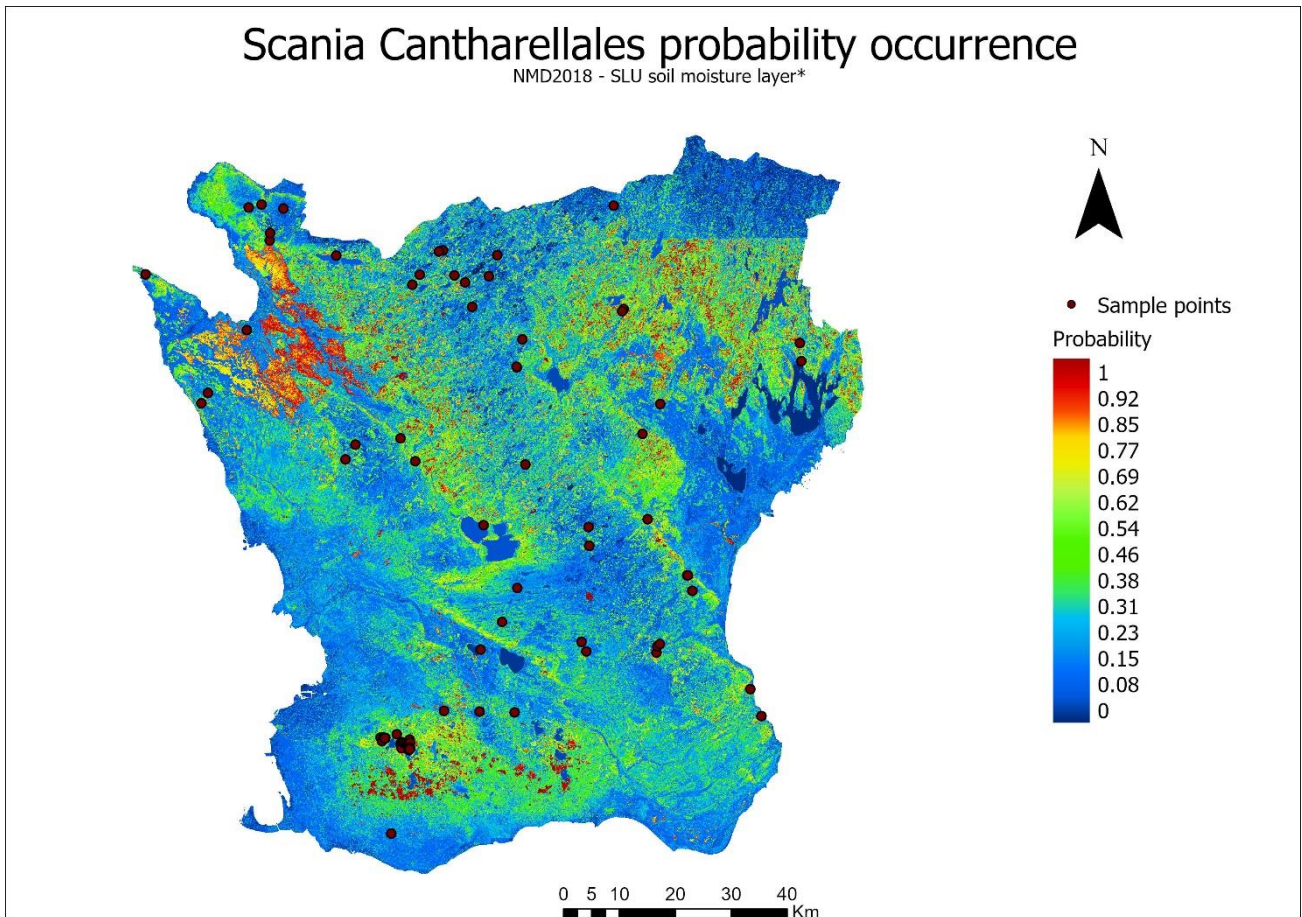 Scania Cantharellales probability occurrence
NMD2018 - SLU soil moisture layer*
N
Sample points
Probability
1
0.92
0.85
0.77
0.69
0.62
0.54
0.46
0.38
0.31
0.23
0.15
0.08
0
0 5 10 20 30 40
Km